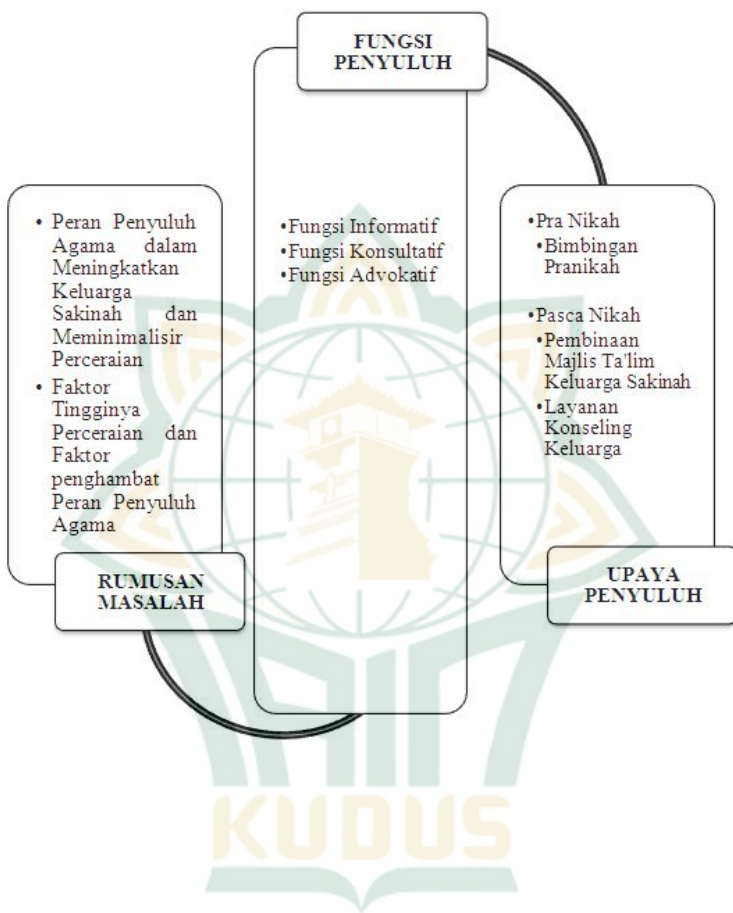 FUNGSI
PENYULUH
• Peran Penyuluh
Agama dalam
Meningkatkan
Keluarga
Sakinah dan
Meminimalisir
Perceraian
• Faktor
Tingginya
Perceraian dan
Faktor
penghambat
Peran Penyuluh
Agama
RUMUSAN
MASALAH
•Fungsi Informatif
•Fungsi Konsultatif
•Fungsi Advokatif
•Pra Nikah
•Bimbingan
Pranikah
•Pasca Nikah
•Pembinaan
Majlis Ta'lim
Keluarga Sakinah
•Layanan
Konseling
Keluarga
UPAYA
PENYULUH
IAIN
KUDUS